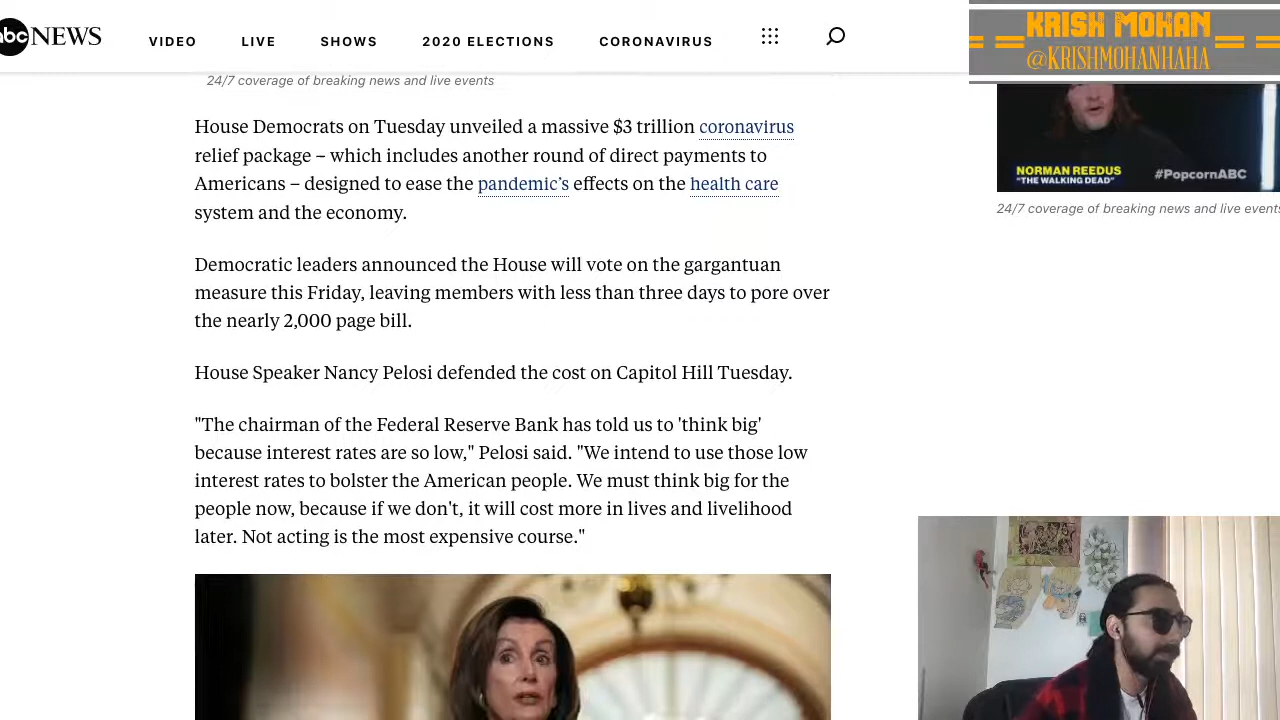 abc NEWS
VIDEO LIVE SHOWS 2020 ELECTIONS CORONAVIRUS
KRISH MOHAN
@KRISHMOHANHAHA
24/7 coverage of breaking news and live events
House Democrats on Tuesday unveiled a massive $3 trillion coronavirus
relief package – which includes another round of direct payments to
Americans – designed to ease the pandemic's effects on the health care
system and the economy.
Democratic leaders announced the House will vote on the gargantuan
measure this Friday, leaving members with less than three days to pore over
the nearly 2,000 page bill.
House Speaker Nancy Pelosi defended the cost on Capitol Hill Tuesday.
"The chairman of the Federal Reserve Bank has told us to 'think big'
because interest rates are so low," Pelosi said. "We intend to use those low
interest rates to bolster the American people. We must think big for the
people now, because if we don't, it will cost more in lives and livelihood
later. Not acting is the most expensive course."
NORMAN REEDUS
"THE WALKING DEAD"
#PopcornABC
24/7 coverage of breaking news and live events